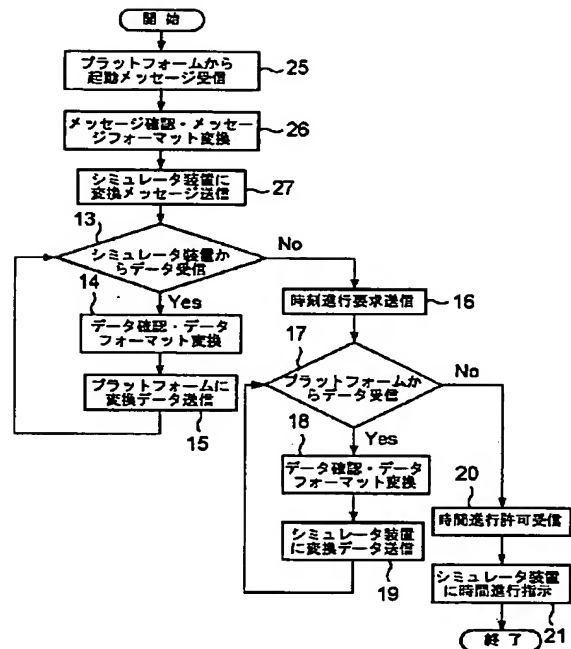 開 始
プラットフォームから
起動メッセージ受信
25
メッセージ確認・メッセー
ジフォーマット変換
26
シミュレータ装置に
変換メッセージ送信
27
13
シミュレータ装置か
らデータ受信
No
Yes
14
データ確認・データ
フォーマット変換
プラットフォームに
変換データ送信
15
時刻進行要求送信
16
17
プラットフォームか
らデータ受信
No
Yes
18
データ確認・データ
フォーマット変換
シミュレータ装置
に変換データ送信
19
20
時間進行許可受信
シミュレータ装置
に時間進行指示
21
終 了